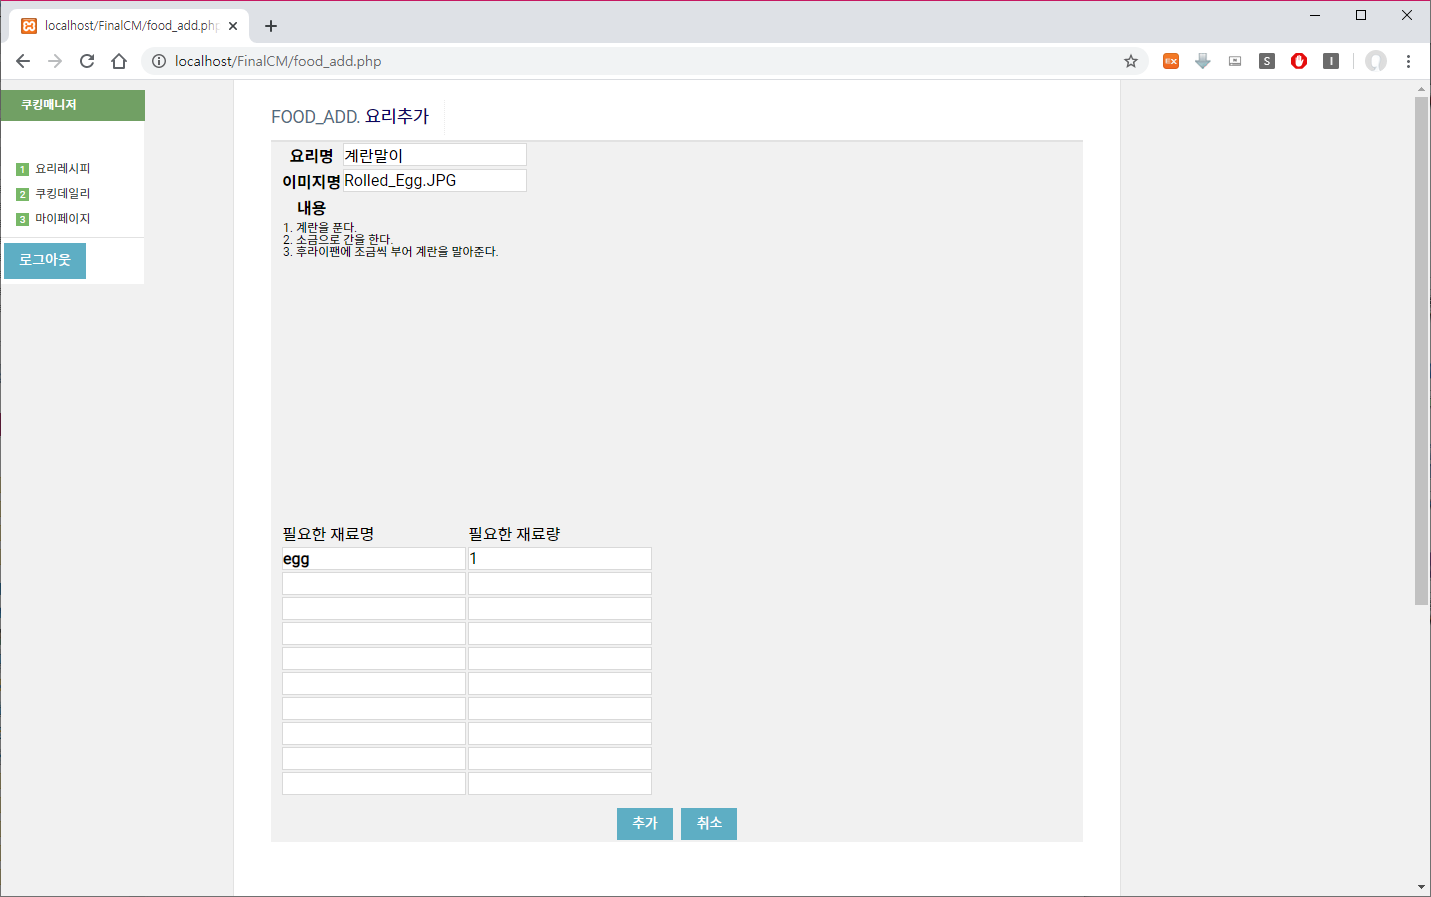 localhost/FinalCM/food_add.php
localhost/FinalCM/food_add.php
EX
S
I
쿠킹매니저
1 요리레시피
2 쿠킹데일리
3 마이페이지
로그아웃
FOOD_ADD. 요리추가
요리명 계란말이
이미지명 Rolled_Egg.JPG
내용
1. 계란을 푼다.
2. 소금으로 간을 한다.
3. 후라이팬에 조금씩 부어 계란을 말아준다.
필요한 재료명 필요한 재료량
egg 1
추가 취소